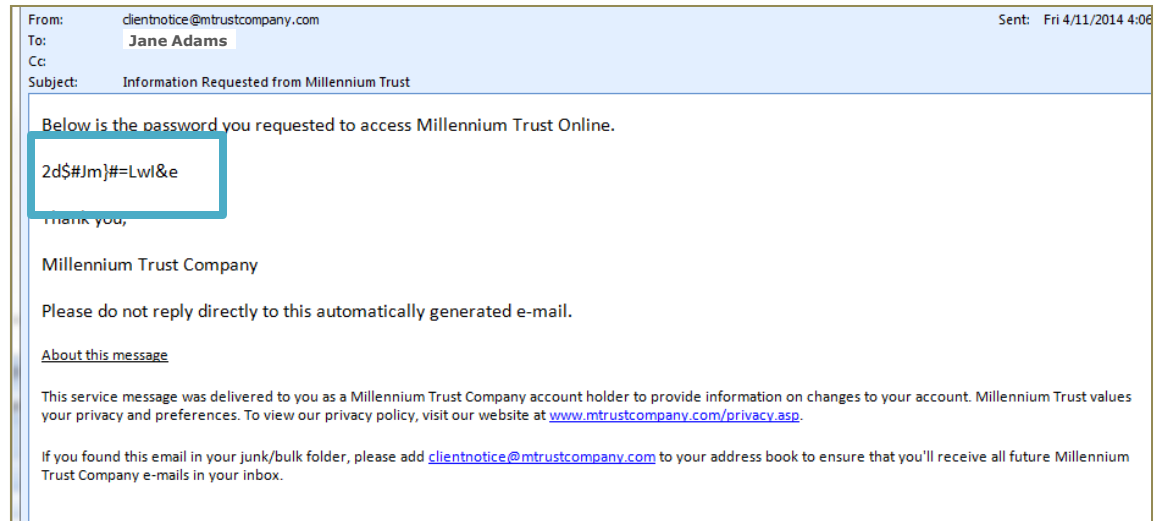 From: clientnotice@mtrustcompany.com Sent: Fri 4/11/2014 4:06
To: Jane Adams
Cc:
Subject: Information Requested from Millennium Trust
Below is the password you requested to access Millennium Trust Online.
2d$#Jm}#=LwI&e
Thank you,
Millennium Trust Company
Please do not reply directly to this automatically generated e-mail.
About this message
This service message was delivered to you as a Millennium Trust Company account holder to provide information on changes to your account. Millennium Trust values
your privacy and preferences. To view our privacy policy, visit our website at www.mtrustcompany.com/privacy.asp.
If you found this email in your junk/bulk folder, please add clientnotice@mtrustcompany.com to your address book to ensure that you'll receive all future Millennium
Trust Company e-mails in your inbox.